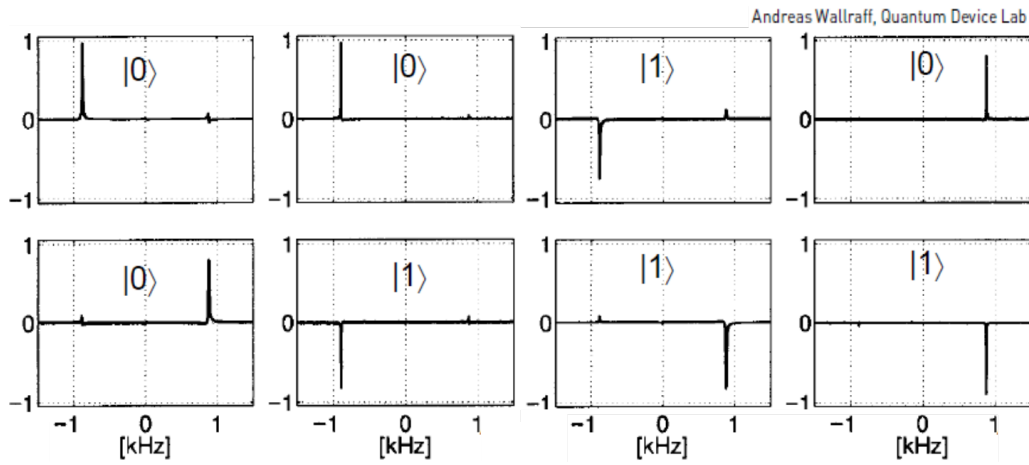 Andreas Wallraff, Quantum Device Lab
1 1 1 1
|0⟩ |0⟩ |1⟩ |0⟩
0 0 0 0
−1 −1 −1 −1
1 1 1 1
|0⟩ |1⟩ |1⟩ |1⟩
0 0 0 0
−1 −1 −1 −1
−1 0 1 −1 0 1 −1 0 1 −1 0 1
[kHz] [kHz] [kHz] [kHz]